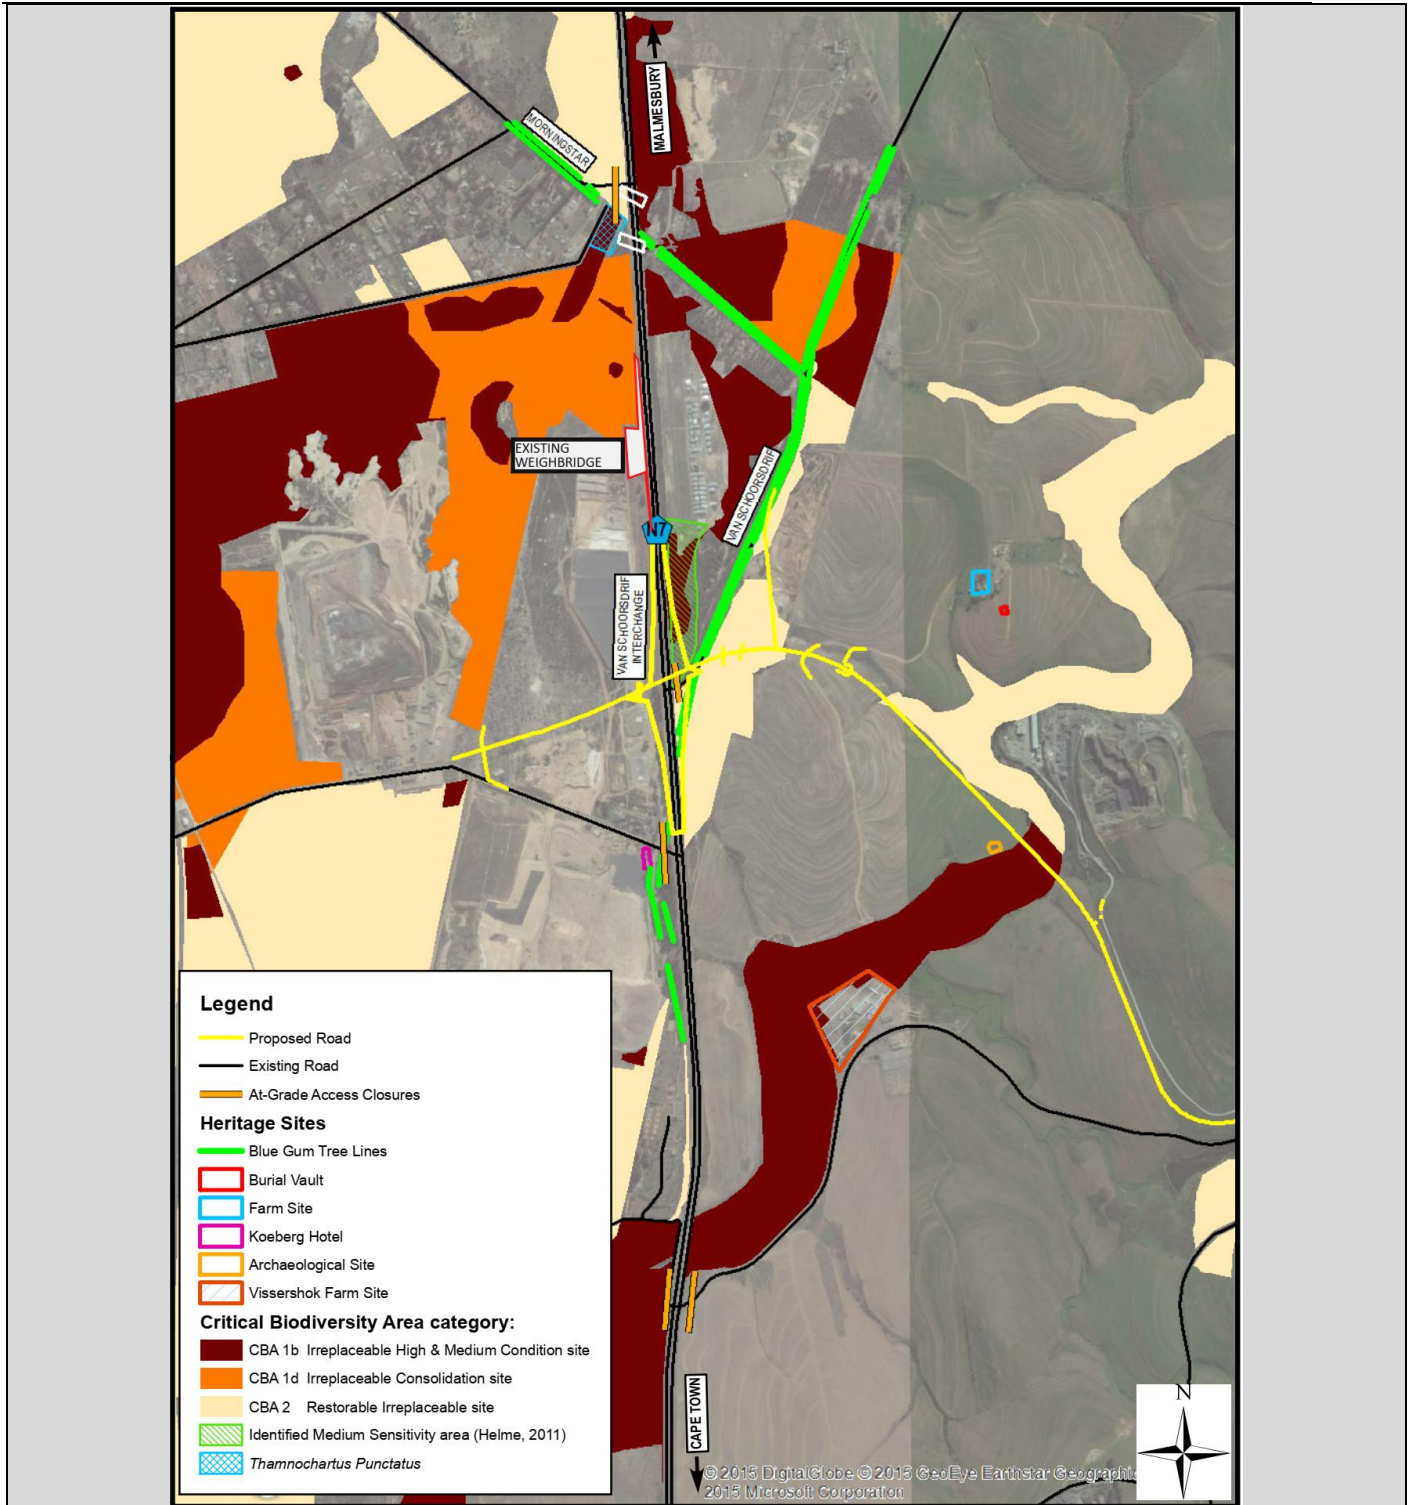 MALMESBURY
MORNINGSTAR
EXISTING
WEIGHBRIDGE
VAN SCHOORSDRIF
N7
VAN SCHOORSDRIF
INTERCHANGE
Legend
Proposed Road
Existing Road
At-Grade Access Closures
Heritage Sites
Blue Gum Tree Lines
Burial Vault
Farm Site
Koeberg Hotel
Archaeological Site
Vissershok Farm Site
Critical Biodiversity Area category:
CBA 1b Irreplaceable High & Medium Condition site
CBA 1d Irreplaceable Consolidation site
CBA 2 Restorable Irreplaceable site
Identified Medium Sensitivity area (Helme, 2011)
Thamnochartus Punctatus
CAPE TOWN
N
© 2015 DigitalGlobe © 2015 GeoEye Earthstar Geographic
2015 Microsoft Corporation